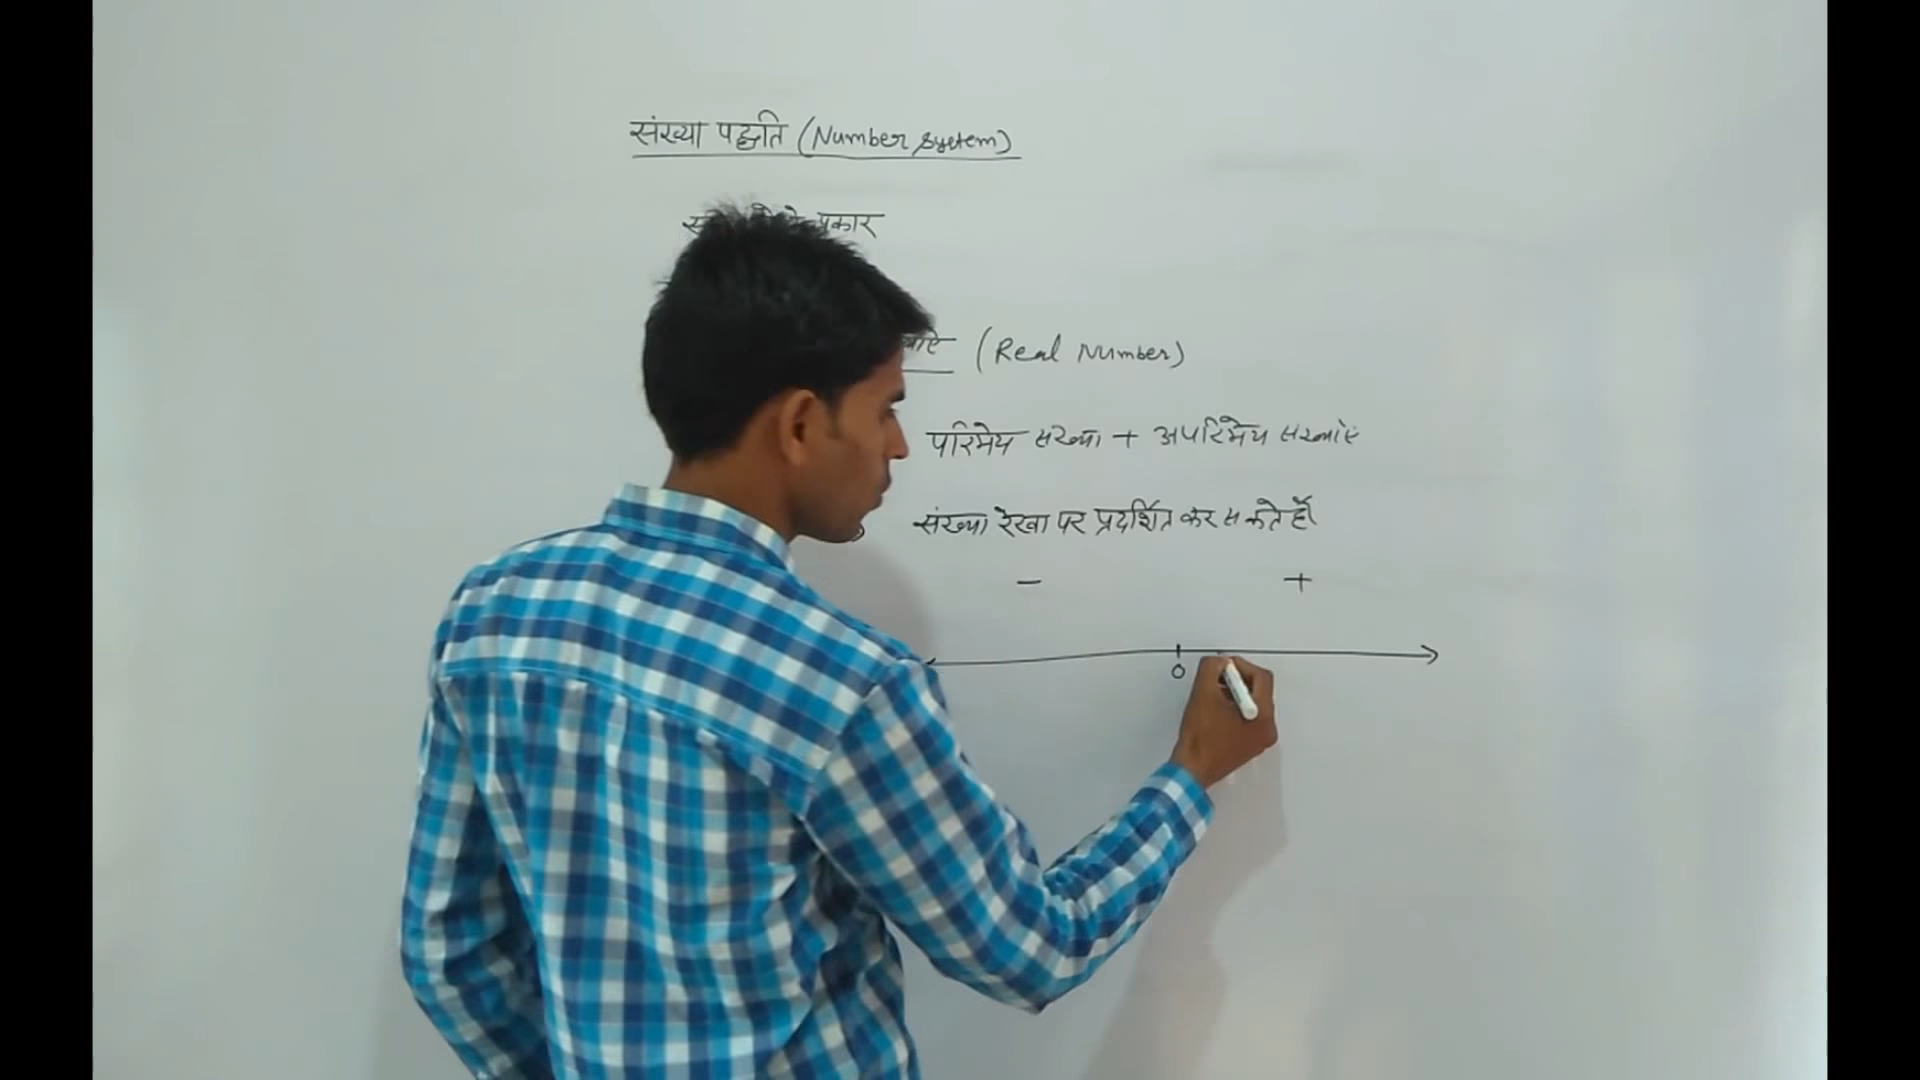 संख्या पद्धति (Number System)
प्रकार
(Real Number)
परिमेय संख्या + अपरिमेय संख्याएं
संख्या रेखा पर प्रदर्शित कर सकते हैं
- +
0